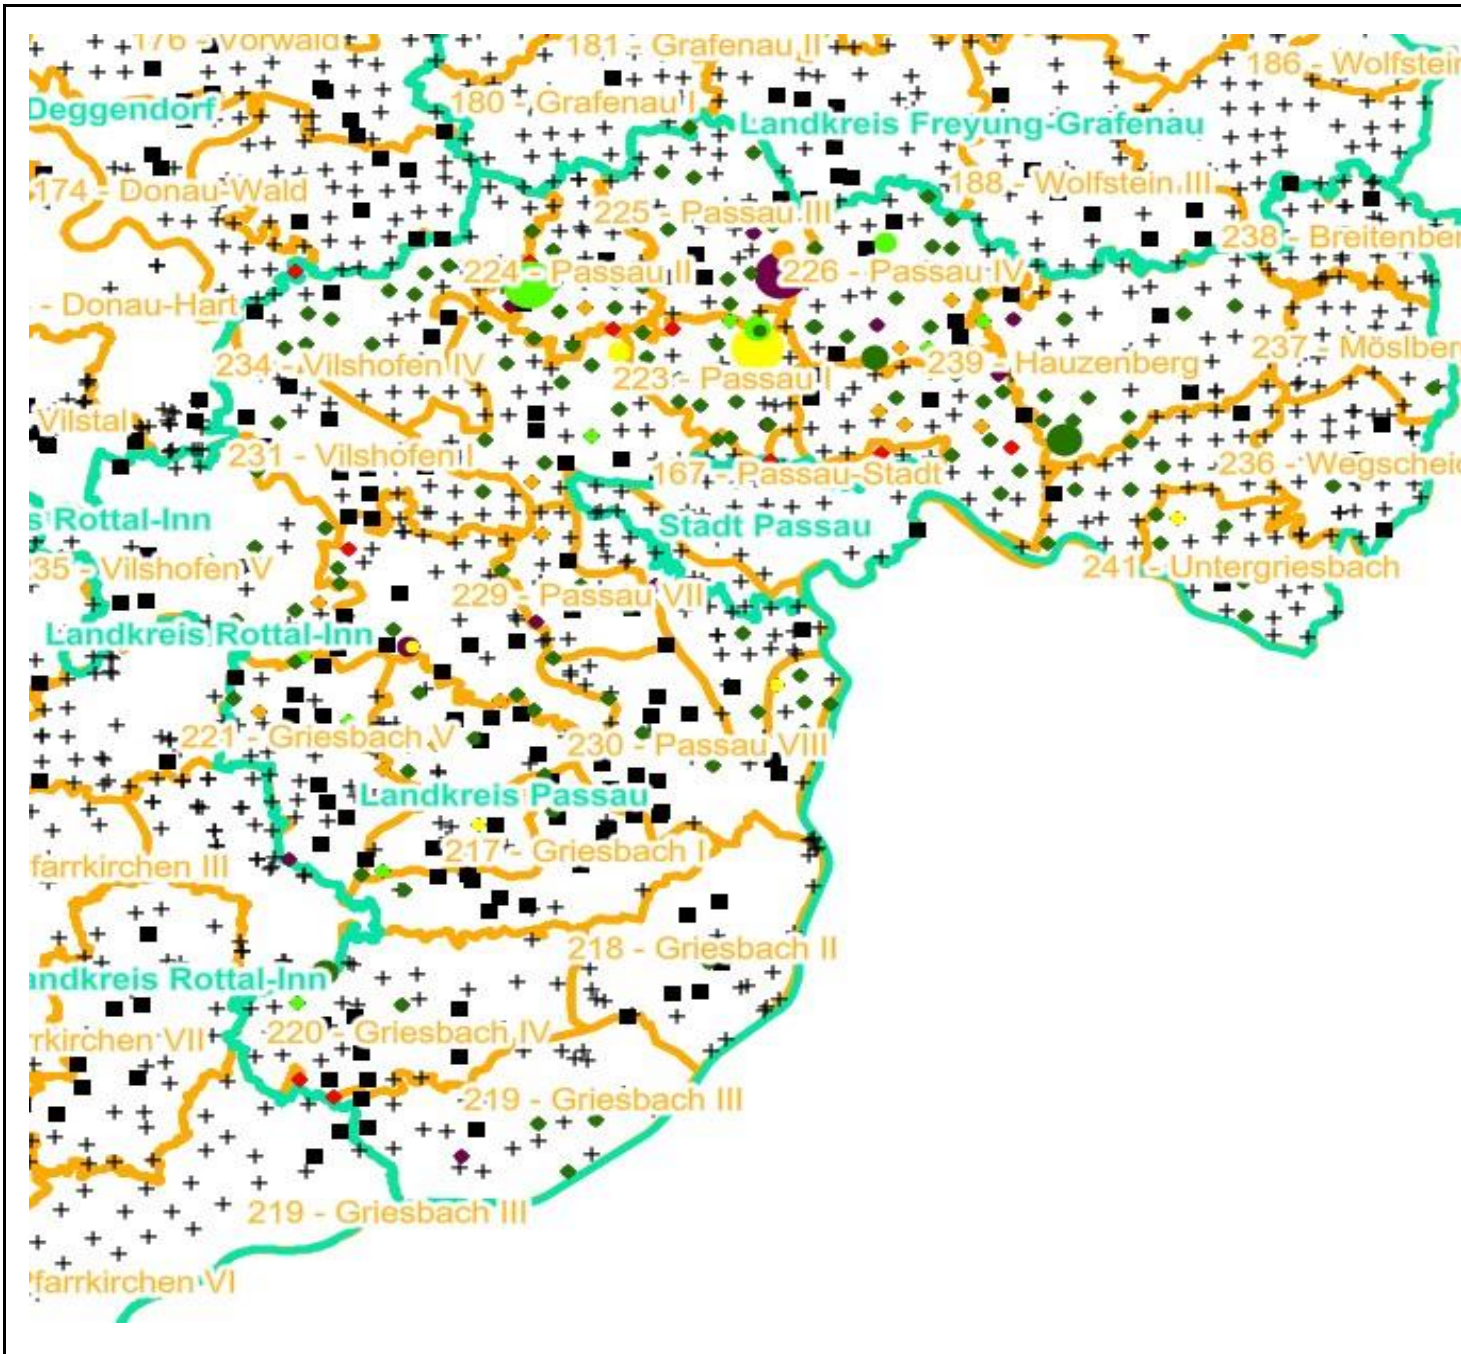 176 - Vorwald
181 - Grafenau II
186 - Wolfstein
Deggendorf
180 - Grafenau I
Landkreis Freyung-Grafenau
174 - Donau-Wald
188 - Wolfstein III
225 - Passau III
238 - Breitenber
224 - Passau II
226 - Passau IV
- Donau-Hart
234 - Vilshofen IV
223 - Passau I
239 - Hauzenberg
237 - Möslber
Vilstal
231 - Vilshofen I
167 - Passau-Stadt
236 - Wegscheid
s Rottal-Inn
Stadt Passau
35 - Vilshofen V
229 - Passau VII
241 - Untergriesbach
Landkreis Rottal-Inn
221 - Griesbach V
230 - Passau VIII
Landkreis Passau
217 - Griesbach I
farrkirchen III
218 - Griesbach II
andkreis Rottal-Inn
220 - Griesbach IV
rkirchen VII
219 - Griesbach III
219 - Griesbach III
Pfarrkirchen VI